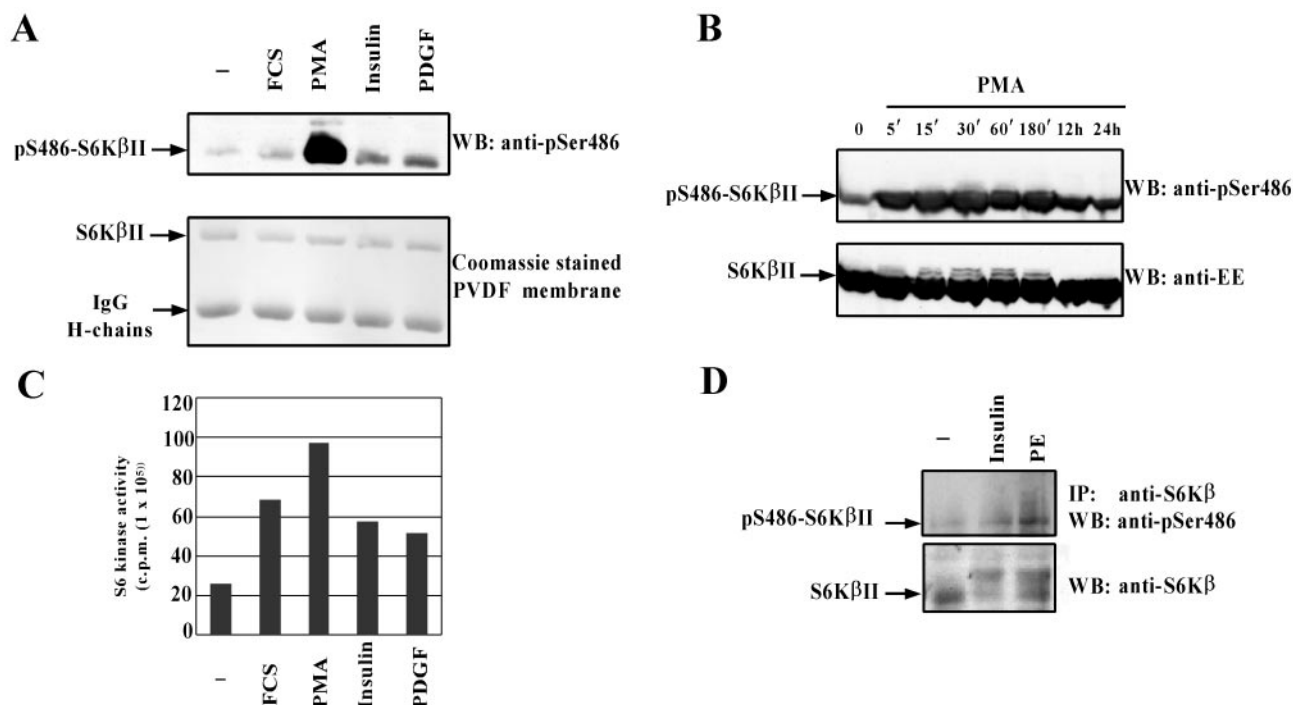 A
–
FCS
PMA
Insulin
PDGF
pS486-S6KβII
WB: anti-pSer486
S6KβII
IgG
H-chains
Coomassie stained
PVDF membrane
B
PMA
0 5′ 15′ 30′ 60′ 180′ 12h 24h
pS486-S6KβII
WB: anti-pSer486
S6KβII
WB: anti-EE
C
S6 kinase activity
(c.p.m. (1 x 10⁵))
120
100
80
60
40
20
0
–
FCS
PMA
Insulin
PDGF
D
–
Insulin
PE
pS486-S6KβII
IP: anti-S6Kβ
WB: anti-pSer486
S6KβII
WB: anti-S6Kβ